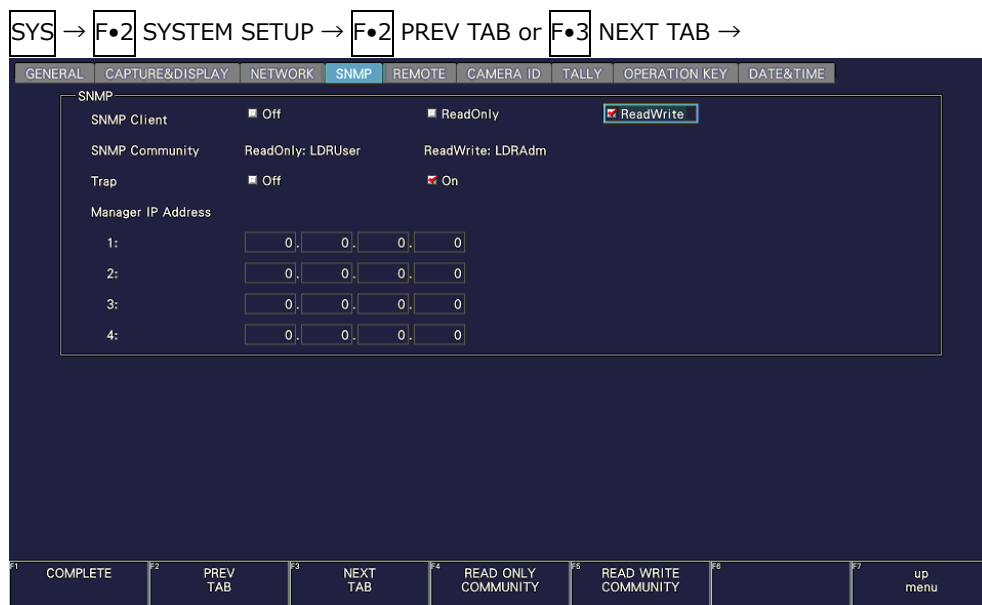 SYS → F•2 SYSTEM SETUP → F•2 PREV TAB or F•3 NEXT TAB →
GENERAL CAPTURE&DISPLAY NETWORK SNMP REMOTE CAMERA ID TALLY OPERATION KEY DATE&TIME
SNMP
SNMP Client Off ReadOnly ReadWrite
SNMP Community ReadOnly: LDRUser ReadWrite: LDRAdm
Trap Off On
Manager IP Address
1: 0. 0. 0. 0
2: 0. 0. 0. 0
3: 0. 0. 0. 0
4: 0. 0. 0. 0
F1 COMPLETE F2 PREV TAB F3 NEXT TAB F4 READ ONLY COMMUNITY F5 READ WRITE COMMUNITY F6 F7 up menu